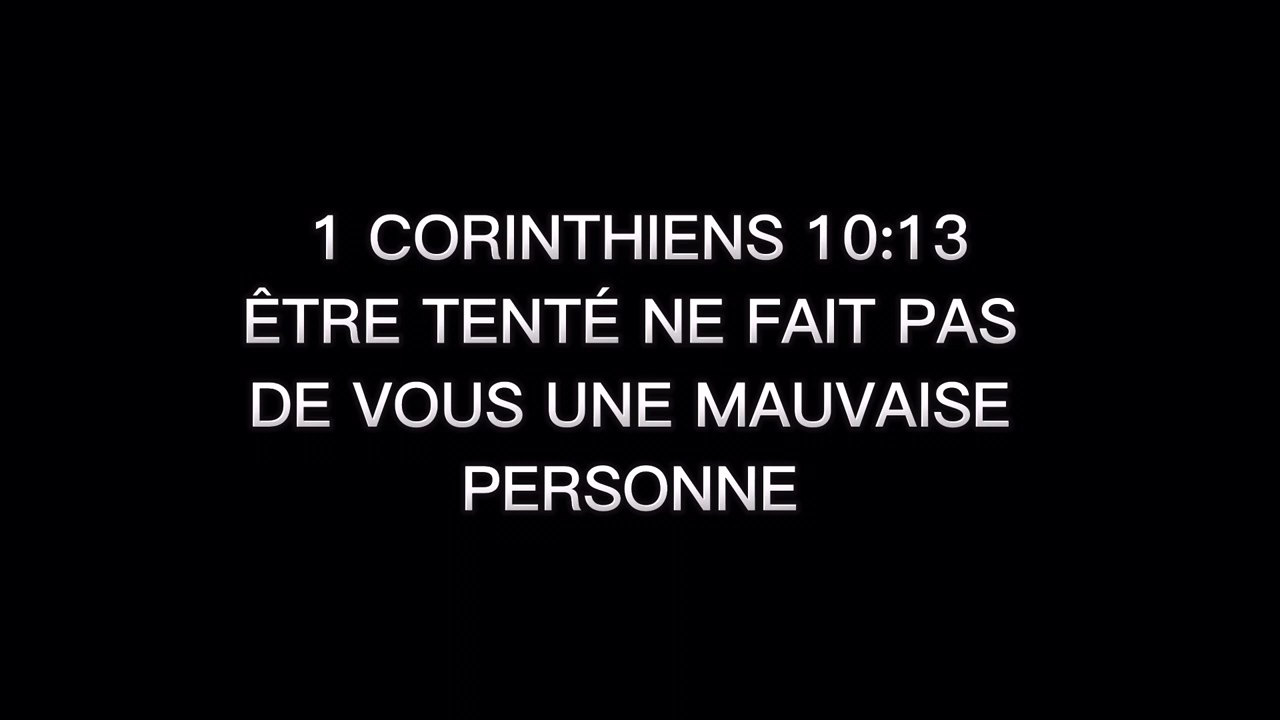 1 CORINTHIENS 10:13
ÊTRE TENTÉ NE FAIT PAS
DE VOUS UNE MAUVAISE
PERSONNE